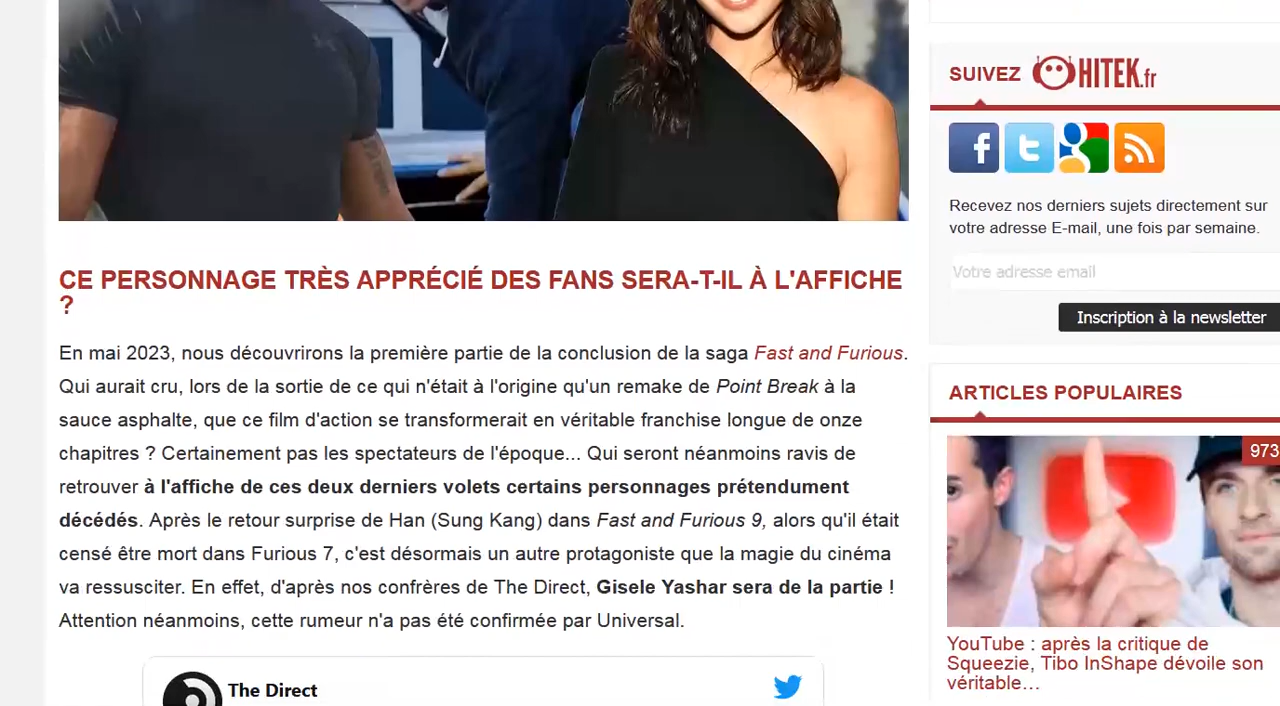 SUIVEZ HITEK.fr
Recevez nos derniers sujets directement sur
votre adresse E-mail, une fois par semaine.
Votre adresse email
Inscription à la newsletter
CE PERSONNAGE TRÈS APPRÉCIÉ DES FANS SERA-T-IL À L'AFFICHE
?
En mai 2023, nous découvrirons la première partie de la conclusion de la saga Fast and Furious.
Qui aurait cru, lors de la sortie de ce qui n'était à l'origine qu'un remake de Point Break à la
sauce asphalte, que ce film d'action se transformerait en véritable franchise longue de onze
chapitres ? Certainement pas les spectateurs de l'époque... Qui seront néanmoins ravis de
retrouver à l'affiche de ces deux derniers volets certains personnages prétendument
décédés. Après le retour surprise de Han (Sung Kang) dans Fast and Furious 9, alors qu'il était
censé être mort dans Furious 7, c'est désormais un autre protagoniste que la magie du cinéma
va ressusciter. En effet, d'après nos confrères de The Direct, Gisele Yashar sera de la partie !
Attention néanmoins, cette rumeur n'a pas été confirmée par Universal.
The Direct
ARTICLES POPULAIRES
973
YouTube : après la critique de
Squeezie, Tibo InShape dévoile son
véritable…